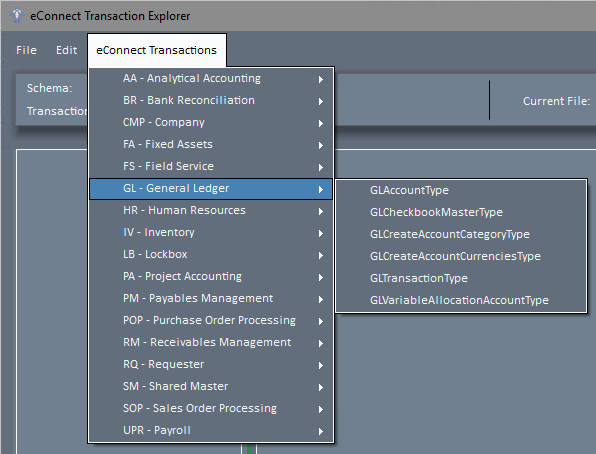 eConnect Transaction Explorer
File Edit eConnect Transactions
Schema:
Current File:
AA - Analytical Accounting
BR - Bank Reconciliation
CMP - Company
FA - Fixed Assets
FS - Field Service
GL - General Ledger
HR - Human Resources
IV - Inventory
LB - Lockbox
PA - Project Accounting
PM - Payables Management
POP - Purchase Order Processing
RM - Receivables Management
RQ - Requester
SM - Shared Master
SOP - Sales Order Processing
UPR - Payroll
GLAccountType
GLCheckbookMasterType
GLCreateAccountCategoryType
GLCreateAccountCurrenciesType
GLTransactionType
GLVariableAllocationAccountType